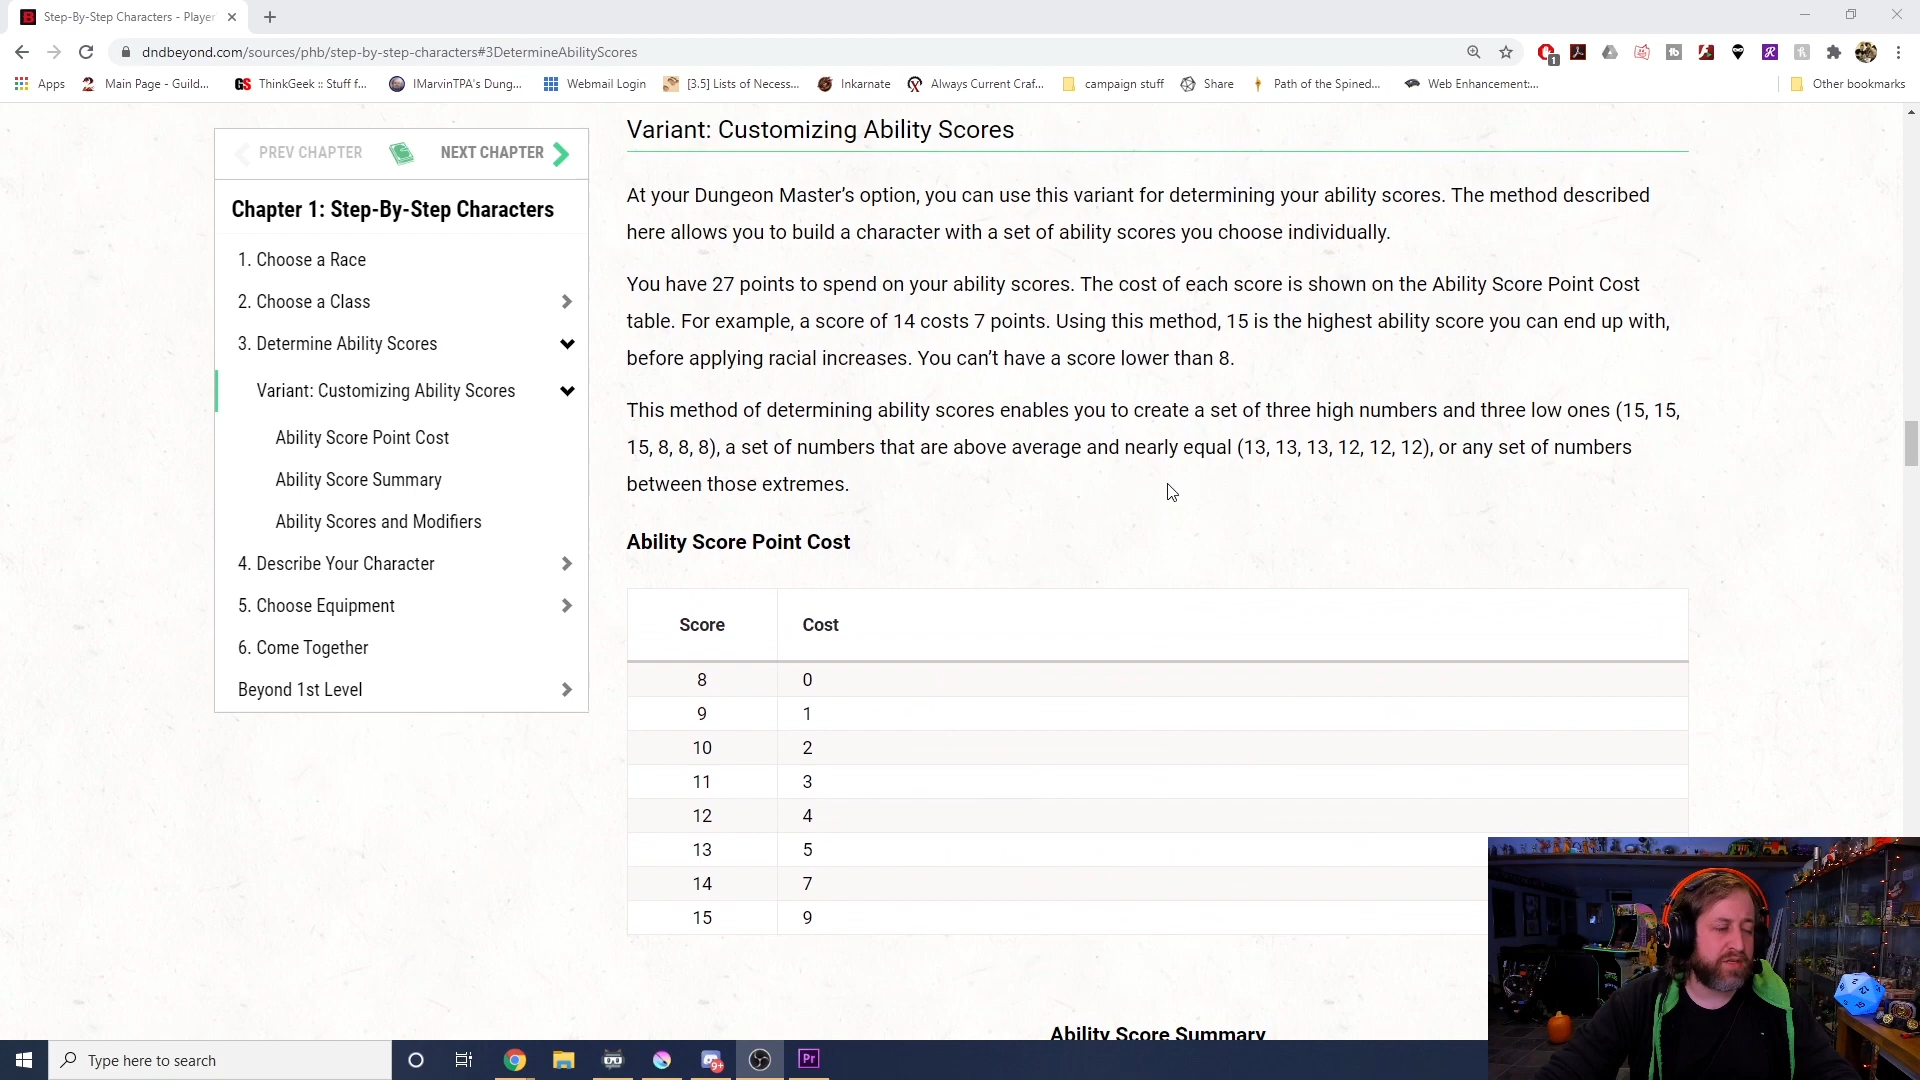 Step-By-Step Characters - Player'
dndbeyond.com/sources/phb/step-by-step-characters#3DetermineAbilityScores
Apps
Main Page - Guild...
ThinkGeek :: Stuff f...
IMarvinTPA's Dung...
Webmail Login
[3.5] Lists of Necess...
Inkarnate
Always Current Craf...
campaign stuff
Share
Path of the Spined...
Web Enhancement:...
Other bookmarks
PREV CHAPTER
NEXT CHAPTER
Chapter 1: Step-By-Step Characters
1. Choose a Race
2. Choose a Class
3. Determine Ability Scores
Variant: Customizing Ability Scores
Ability Score Point Cost
Ability Score Summary
Ability Scores and Modifiers
4. Describe Your Character
5. Choose Equipment
6. Come Together
Beyond 1st Level
Variant: Customizing Ability Scores
At your Dungeon Master’s option, you can use this variant for determining your ability scores. The method described
here allows you to build a character with a set of ability scores you choose individually.
You have 27 points to spend on your ability scores. The cost of each score is shown on the Ability Score Point Cost
table. For example, a score of 14 costs 7 points. Using this method, 15 is the highest ability score you can end up with,
before applying racial increases. You can’t have a score lower than 8.
This method of determining ability scores enables you to create a set of three high numbers and three low ones (15, 15,
15, 8, 8, 8), a set of numbers that are above average and nearly equal (13, 13, 13, 12, 12, 12), or any set of numbers
between those extremes.
Ability Score Point Cost
Score Cost
8 0
9 1
10 2
11 3
12 4
13 5
14 7
15 9
Ability Score Summary
Type here to search
9+
Pr